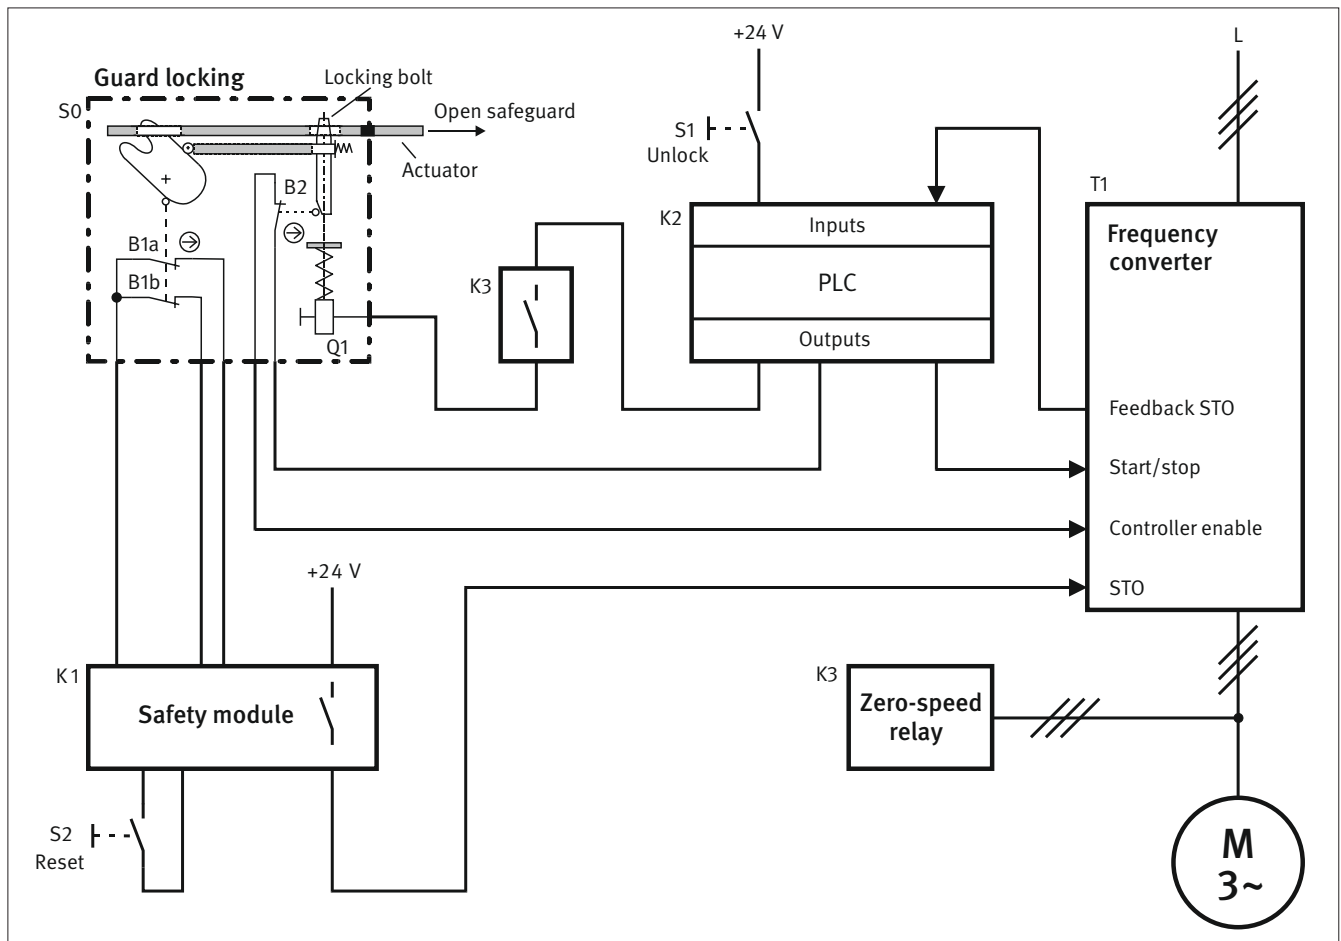 +24 V
L
Guard locking
Locking bolt
S0
Open safeguard
Actuator
S1
Unlock
B2
T1
K2
Inputs
PLC
Outputs
Frequency
converter
B1a
B1b
K3
Q1
Feedback STO
Start/stop
Controller enable
STO
+24 V
K1
Safety module
K3
Zero-speed
relay
S2
Reset
M
3~